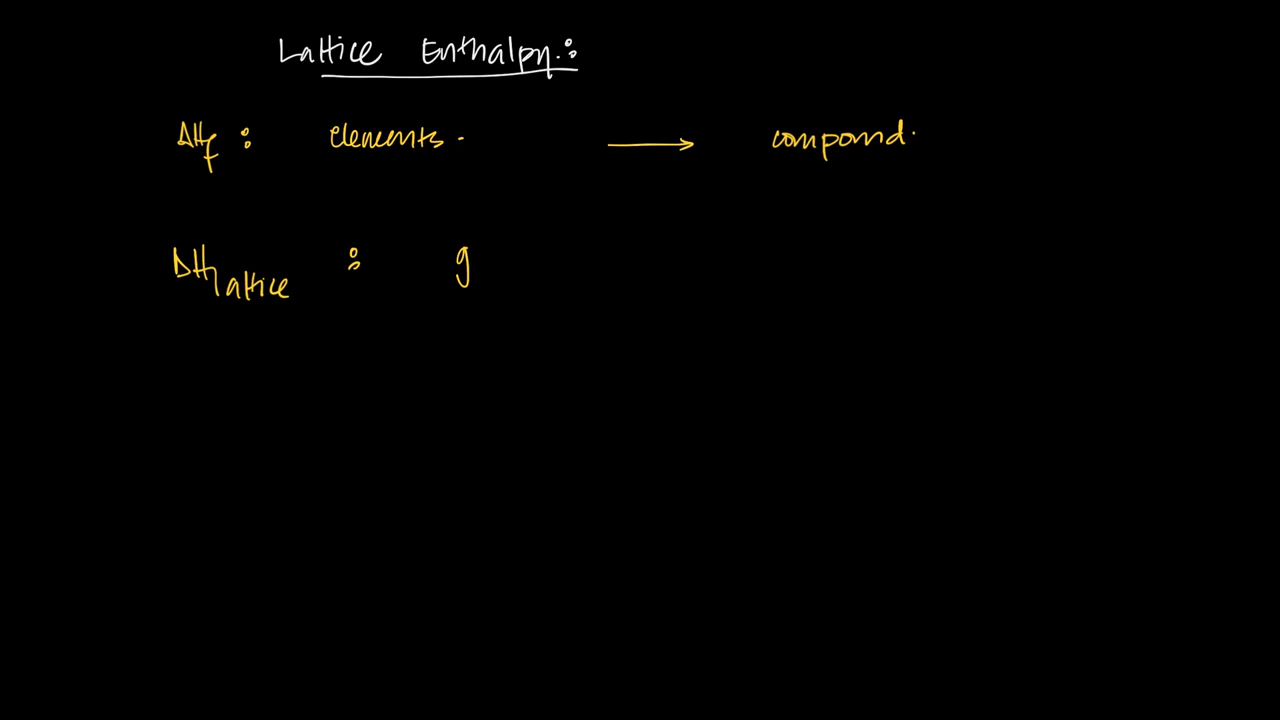 Lattice Enthalpy:
ΔHf : elements. → compound.
ΔHlattice : g